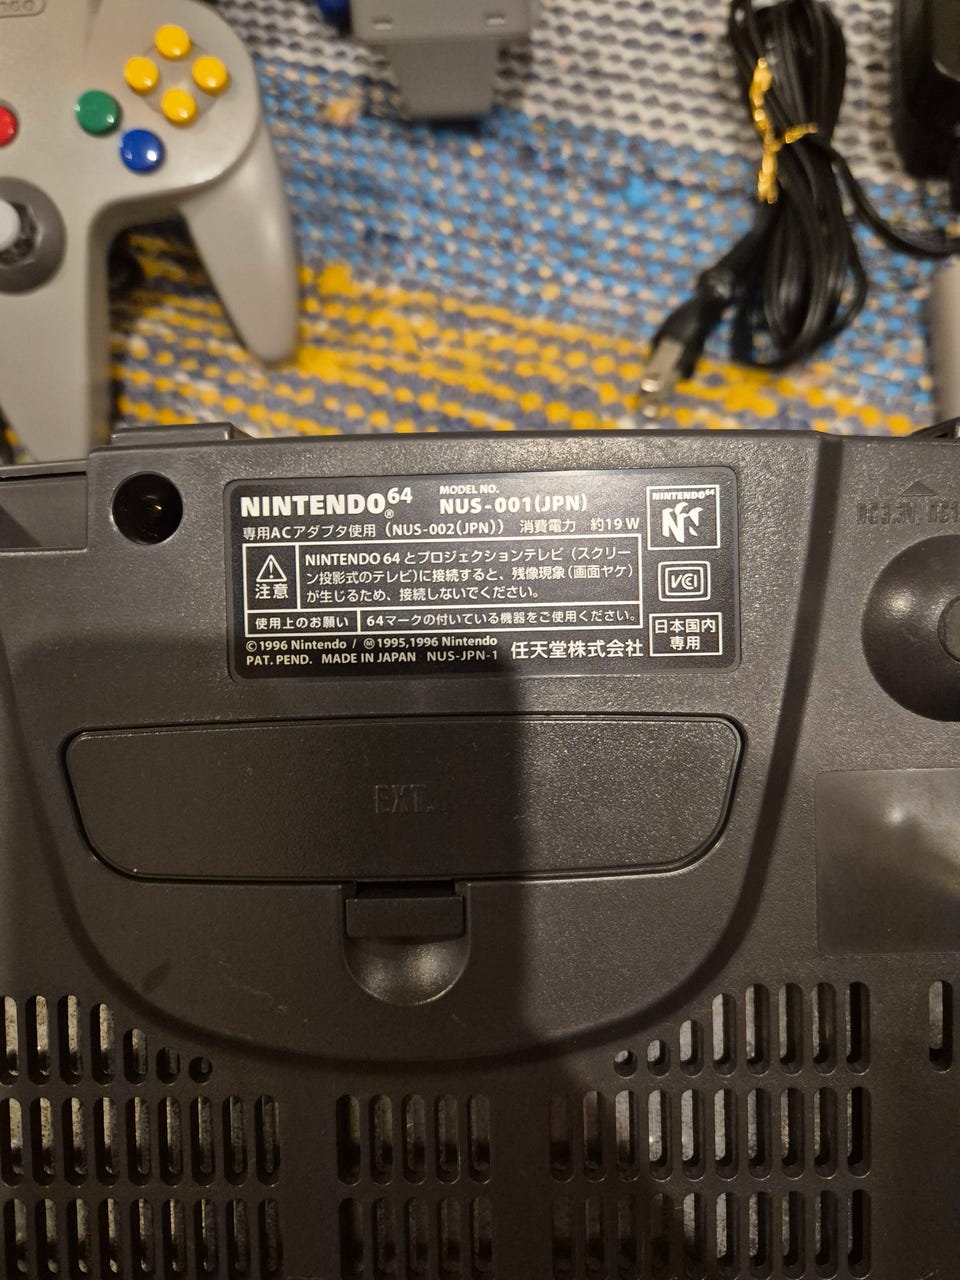 NINTENDO64®
MODEL NO.
NUS-001(JPN)
専用ACアダプタ使用（NUS-002(JPN)） 消費電力 約19W
注意
NINTENDO 64 とプロジェクションテレビ（スクリー
ン投影式のテレビ）に接続すると、残像現象（画面ヤケ）
が生じるため、接続しないでください。
使用上のお願い
64マークの付いている機器をご使用ください。
©1996 Nintendo / Ⓜ1995,1996 Nintendo
PAT. PEND. MADE IN JAPAN NUS-JPN-1 任天堂株式会社
NINTENDO64
VCI
日本国内
専用
DC3.3V, DC
EXT.